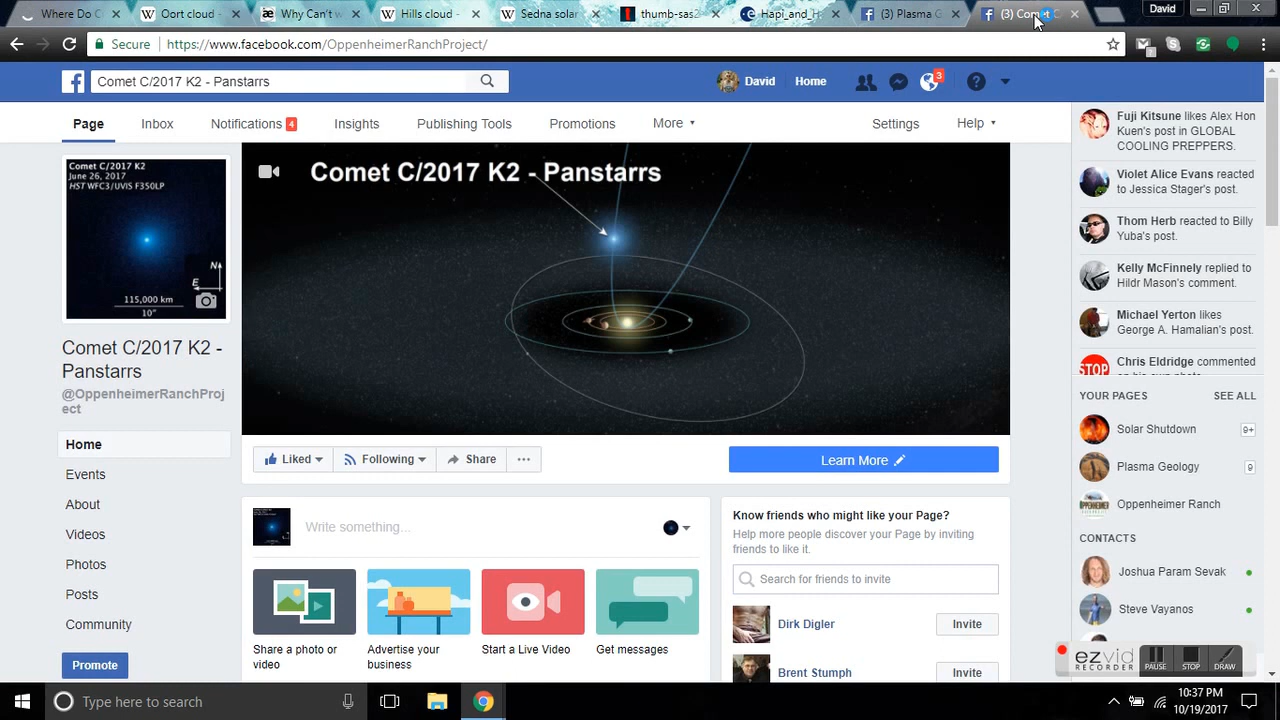 Where Do C
Oort cloud -
æ Why Can't v
W Hills cloud -
W Sedna solar
thumb-sas2
Hapi_and_H
(3) Plasma G
(3) Comet C
David
Secure https://www.facebook.com/OppenheimerRanchProject/
Comet C/2017 K2 - Panstarrs
David Home 3
Page Inbox Notifications 4 Insights Publishing Tools Promotions More Settings Help
Comet C/2017 K2
June 26, 2017
HST WFC3/UVIS F350LP
N
E
115,000 km
10"
Comet C/2017 K2 - Panstarrs
Comet C/2017 K2 -
Panstarrs
@OppenheimerRanchProj
ect
Home
Events
About
Videos
Photos
Posts
Community
Promote
Liked Following Share ...
Learn More
Write something...
Share a photo or
video
Advertise your
business
Start a Live Video
Get messages
Know friends who might like your Page?
Help more people discover your Page by inviting
friends to like it.
Search for friends to invite
Dirk Digler Invite
Brent Stumph Invite
Fuji Kitsune likes Alex Hon
Kuen's post in GLOBAL
COOLING PREPPERS.
Violet Alice Evans reacted
to Jessica Stager's post.
Thom Herb reacted to Billy
Yuba's post.
Kelly McFinnely replied to
Hildr Mason's comment.
Michael Yerton likes
George A. Hamalian's post.
STOP
Chris Eldridge commented
on his own photo.
YOUR PAGES SEE ALL
Solar Shutdown 9+
Plasma Geology 9
Oppenheimer Ranch
CONTACTS
Joshua Param Sevak
Steve Vayanos
ezvid
RECORDER
PAUSE STOP DRAW
Type here to search
10:37 PM
10/19/2017